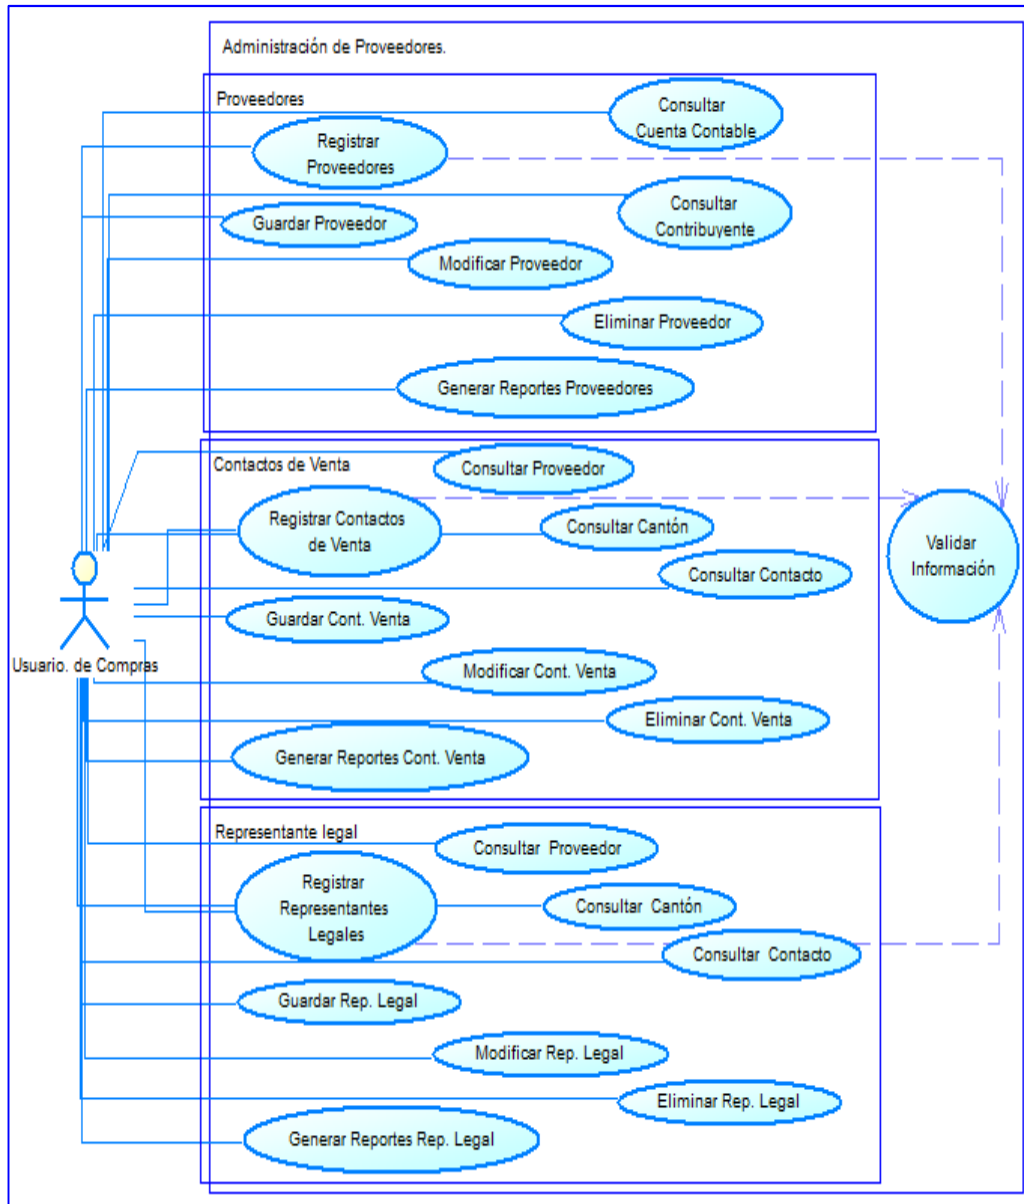 Administración de Proveedores.
Proveedores
Consultar
Cuenta Contable
Registrar
Proveedores
Consultar
Contribuyente
Guardar Proveedor
Modificar Proveedor
Eliminar Proveedor
Generar Reportes Proveedores
Contactos de Venta
Consultar Proveedor
Registrar Contactos
de Venta
Consultar Cantón
Validar
Información
Consultar Contacto
Guardar Cont. Venta
Usuario. de Compras
Modificar Cont. Venta
Eliminar Cont. Venta
Generar Reportes Cont. Venta
Representante legal
Consultar Proveedor
Registrar
Representantes
Legales
Consultar Cantón
Consultar Contacto
Guardar Rep. Legal
Modificar Rep. Legal
Eliminar Rep. Legal
Generar Reportes Rep. Legal